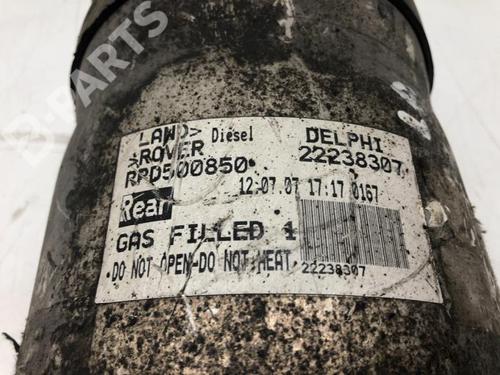 B-PARTS
LAND> Diesel DELPHI
>ROVER 22238307
RPD500850
12.07.07 17:17 0167
Rear
GAS FILLED 1
DO NOT OPEN-DO NOT HEAT
22238307